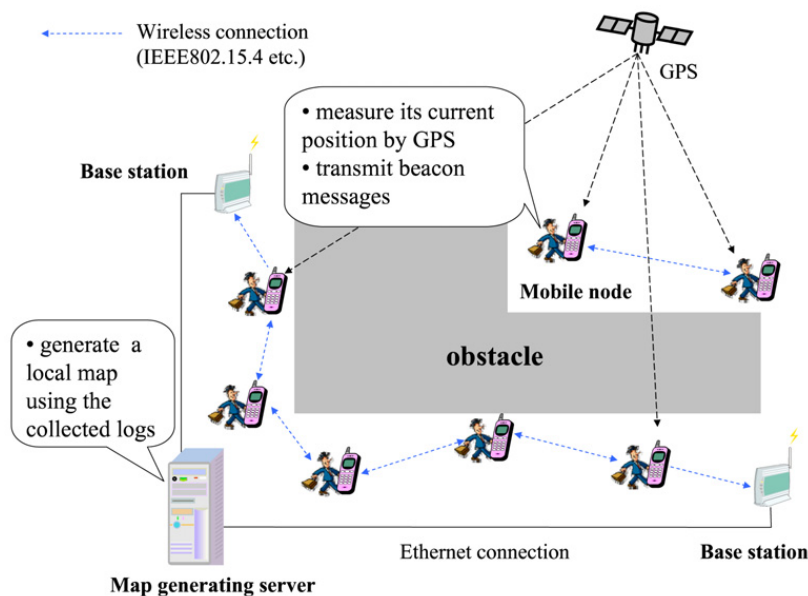 Wireless connection
(IEEE802.15.4 etc.)
GPS
• measure its current
position by GPS
• transmit beacon
messages
Base station
Mobile node
• generate a
local map
using the
collected logs
obstacle
Ethernet connection
Base station
Map generating server